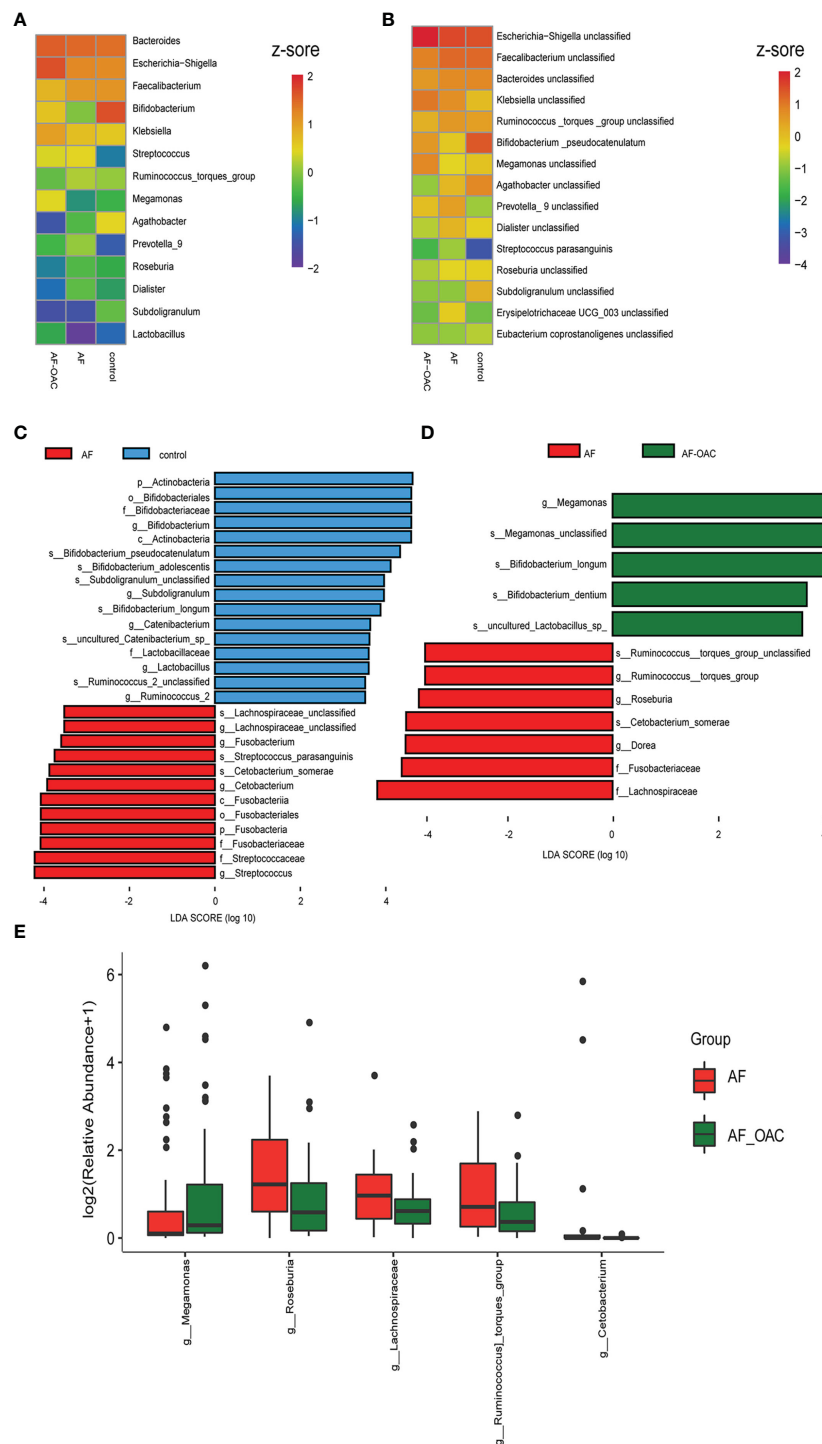 A
Bacteroides
Escherichia-Shigella
Faecalibacterium
Bifidobacterium
Klebsiella
Streptococcus
Ruminococcus_torques_group
Megamonas
Agathobacter
Prevotella_9
Roseburia
Dialister
Subdoligranulum
Lactobacillus
AF-OAC
AF
control
z-sore
2
1
0
−1
−2
B
Escherichia-Shigella unclassified
Faecalibacterium unclassified
Bacteroides unclassified
Klebsiella unclassified
Ruminococcus _torques _group unclassified
Bifidobacterium _pseudocatenulatum
Megamonas unclassified
Agathobacter unclassified
Prevotella_ 9 unclassified
Dialister unclassified
Streptococcus parasanguinis
Roseburia unclassified
Subdoligranulum unclassified
Erysipelotrichaceae UCG_003 unclassified
Eubacterium coprostanoligenes unclassified
AF-OAC
AF
control
z-sore
2
1
0
−1
−2
−3
−4
C
AF
control
p__Actinobacteria
o__Bifidobacteriales
f__Bifidobacteriaceae
g__Bifidobacterium
c__Actinobacteria
s__Bifidobacterium_pseudocatenulatum
s__Bifidobacterium_adolescentis
s__Subdoligranulum_unclassified
g__Subdoligranulum
s__Bifidobacterium_longum
g__Catenibacterium
s__uncultured_Catenibacterium_sp_
f__Lactobacillaceae
g__Lactobacillus
s__Ruminococcus_2_unclassified
g__Ruminococcus_2
s__Lachnospiraceae_unclassified
g__Lachnospiraceae_unclassified
g__Fusobacterium
s__Streptococcus_parasanguinis
s__Cetobacterium_somerae
g__Cetobacterium
c__Fusobacteriia
o__Fusobacteriales
p__Fusobacteria
f__Fusobacteriaceae
f__Streptococcaceae
g__Streptococcus
-4
-2
0
2
4
LDA SCORE (log 10)
D
AF
AF-OAC
g__Megamonas
s__Megamonas_unclassified
s__Bifidobacterium_longum
s__Bifidobacterium_dentium
s__uncultured_Lactobacillus_sp_
s__Ruminococcus__torques_group_unclassified
g__Ruminococcus__torques_group
g__Roseburia
s__Cetobacterium_somerae
g__Dorea
f__Fusobacteriaceae
f__Lachnospiraceae
-4
-2
0
2
4
LDA SCORE (log 10)
E
log2(Relative Abundance+1)
6
4
2
0
g__Megamonas
g__Roseburia
g__Lachnospiraceae
g__Ruminococcus]_torques_group
g__Cetobacterium
Group
AF
AF_OAC